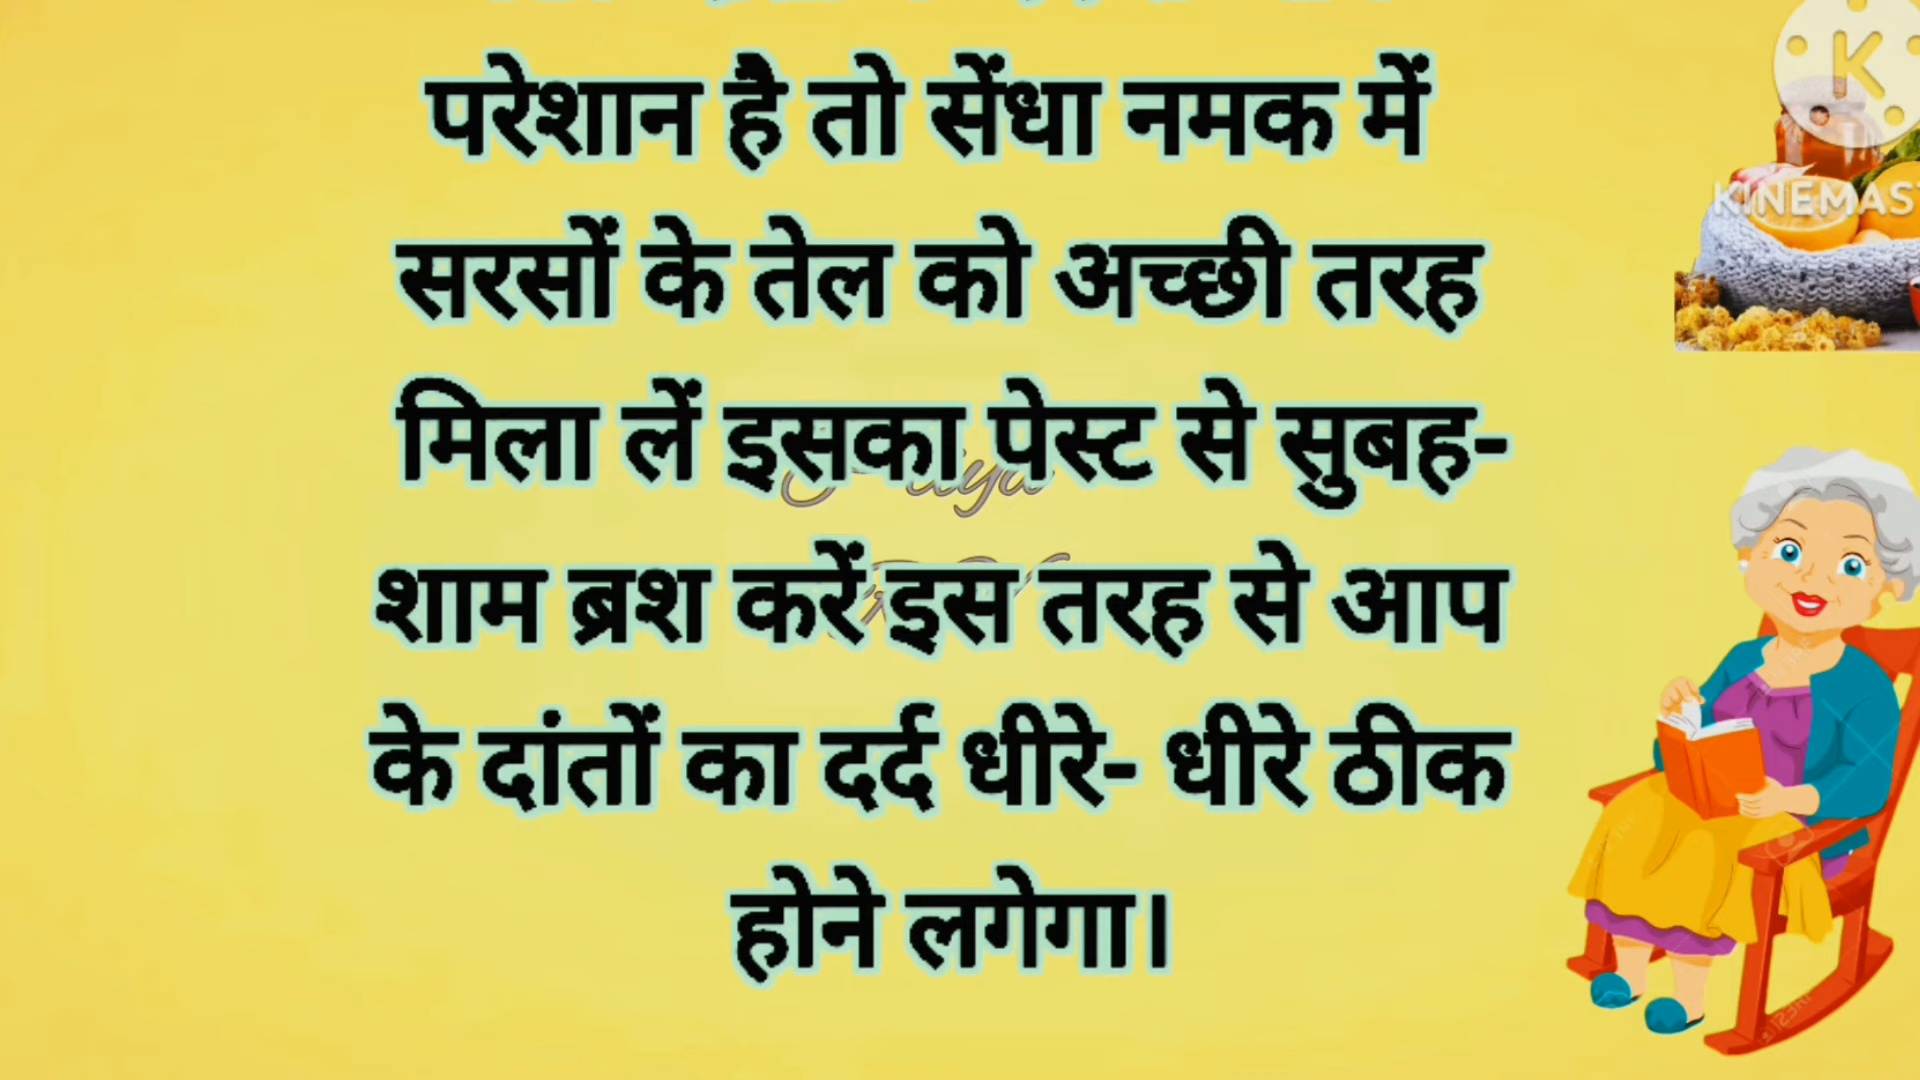 परेशान है तो सेंधा नमक में
सरसों के तेल को अच्छी तरह
मिला लें इसका पेस्ट से सुबह-
शाम ब्रश करें इस तरह से आप
के दांतों का दर्द धीरे- धीरे ठीक
होने लगेगा।
K
KINEMAS